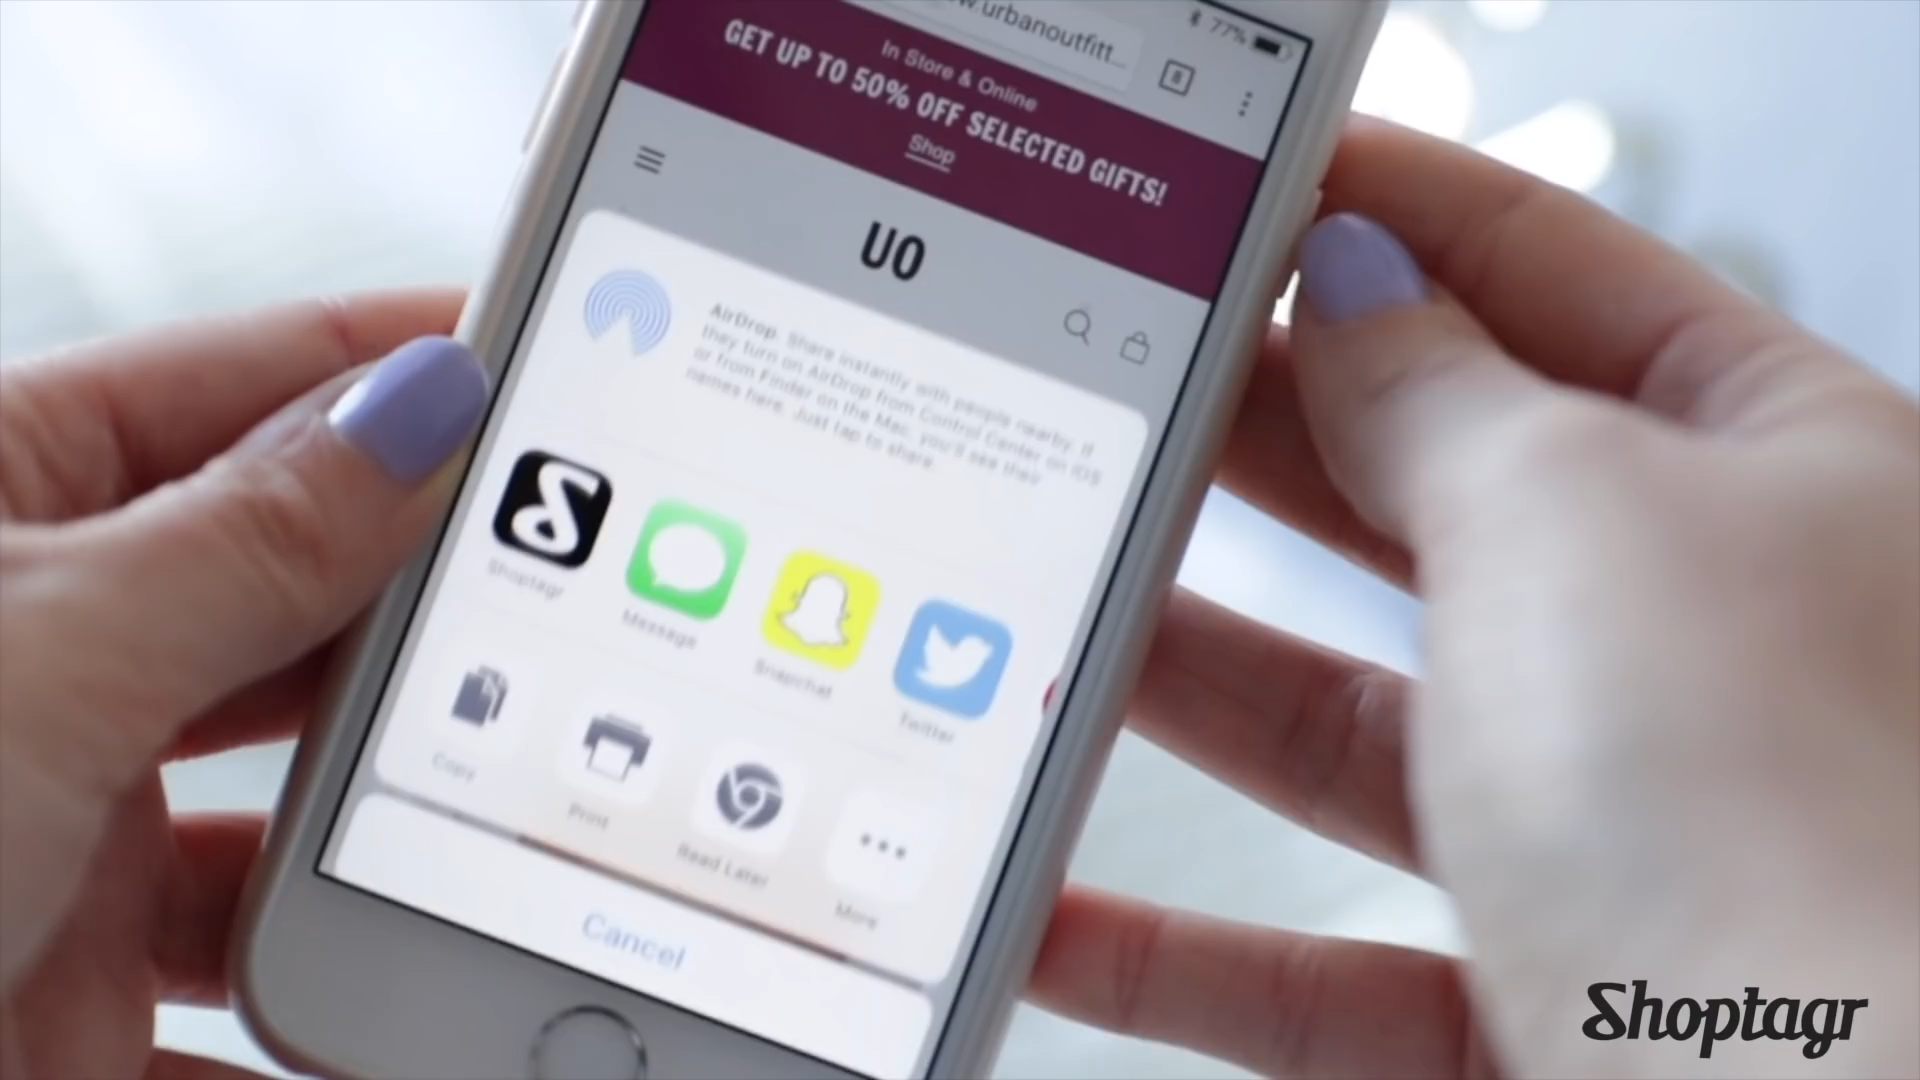 w.urbanoutfitt...
77%
8
In Store & Online
GET UP TO 50% OFF SELECTED GIFTS!
Shop
UO
AirDrop. Share instantly with people nearby. If
they turn on AirDrop from Control Center on iOS
or from Finder on the Mac, you'll see their
names here. Just tap to share.
Shoptagr
Message
Snapchat
Twitter
Copy
Print
Read Later
More
Cancel
Shoptagr